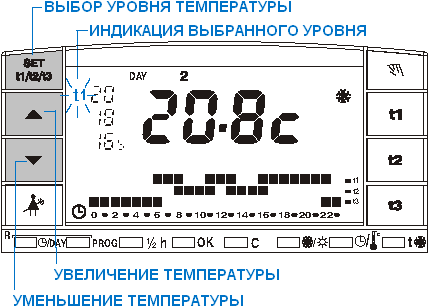 ВЫБОР УРОВНЯ ТЕМПЕРАТУРЫ
ИНДИКАЦИЯ ВЫБРАННОГО УРОВНЯ
SET
t1/t2/t3
DAY 2
t1 20
18
16
20.8c
t1
t2
t3
t1
t2
t3
0 2 4 6 8 10 12 14 16 18 20 22
R /DAY PROG ½ h OK C / / t
УВЕЛИЧЕНИЕ ТЕМПЕРАТУРЫ
УМЕНЬШЕНИЕ ТЕМПЕРАТУРЫ